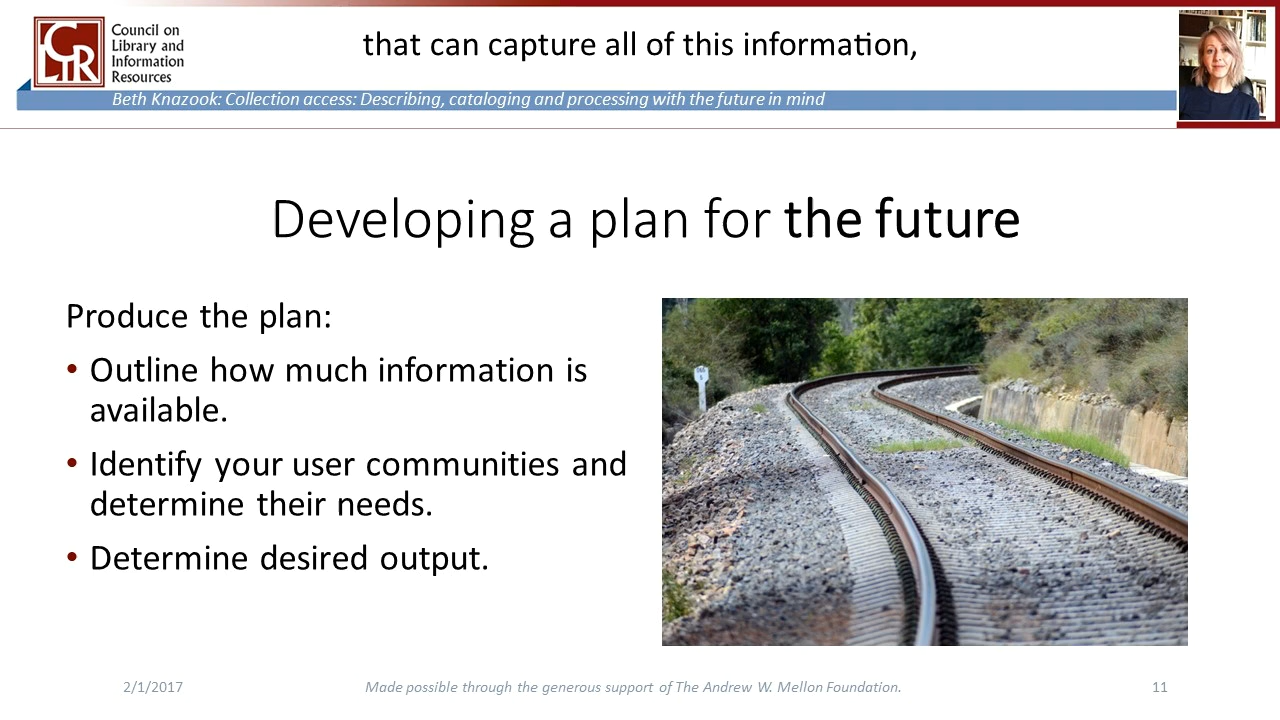 CLIR
Council on
Library and
Information
Resources
that can capture all of this information,
Beth Knazook: Collection access: Describing, cataloging and processing with the future in mind
Developing a plan for the future
Produce the plan:
• Outline how much information is
available.
• Identify your user communities and
determine their needs.
• Determine desired output.
2/1/2017
Made possible through the generous support of The Andrew W. Mellon Foundation.
11